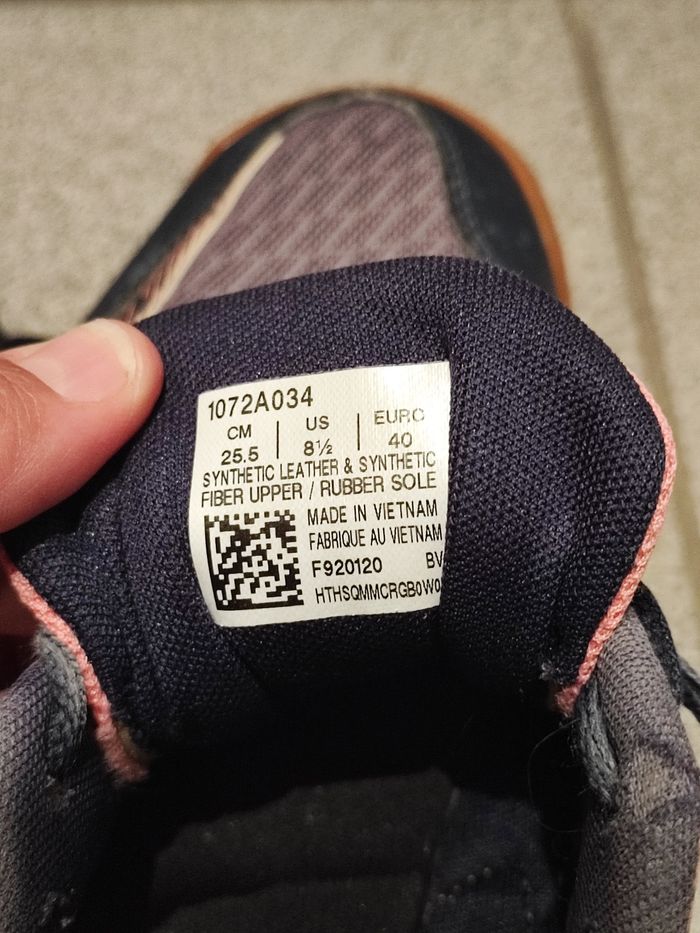 1072A034
CM US EURO
25.5 8½ 40
SYNTHETIC LEATHER & SYNTHETIC
FIBER UPPER / RUBBER SOLE
MADE IN VIETNAM
FABRIQUE AU VIETNAM
F920120 BV
HTHSQMMCRGB0W0